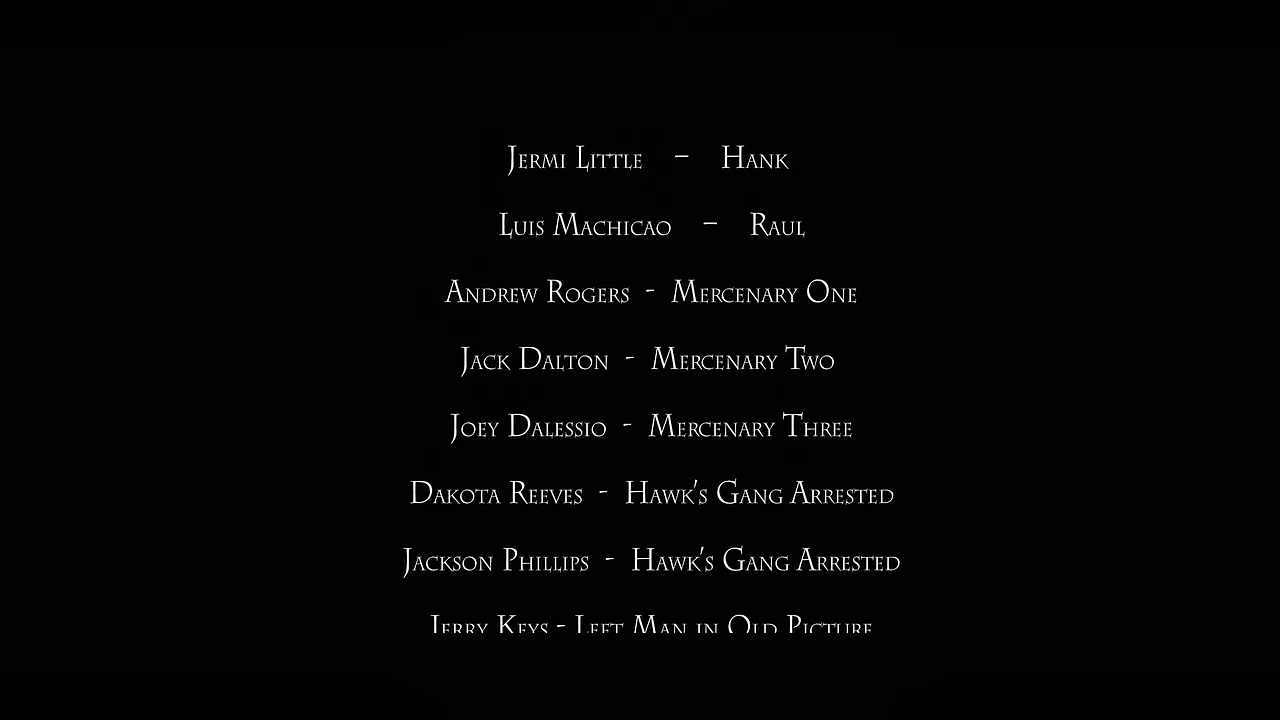 Jermi Little – Hank
Luis Machicao – Raul
Andrew Rogers - Mercenary One
Jack Dalton - Mercenary Two
Joey Dalessio - Mercenary Three
Dakota Reeves - Hawk's Gang Arrested
Jackson Phillips - Hawk's Gang Arrested
Jerry Keys - Left Man in Old Picture